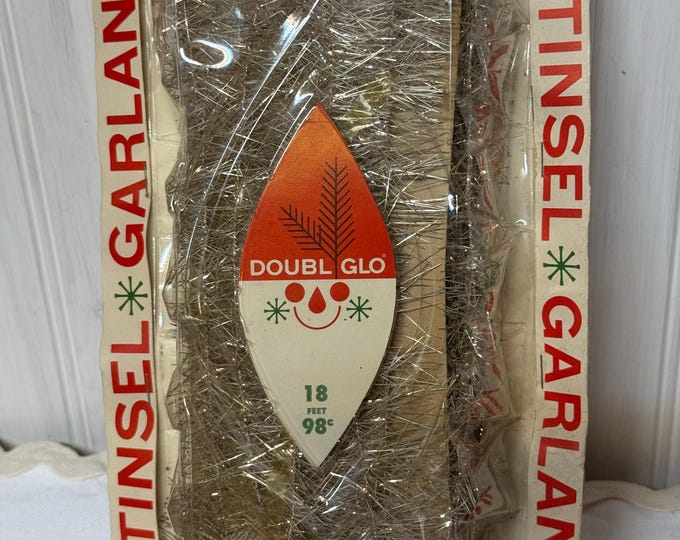 TINSEL * GARLAN
DOUBL GLO®
18
FEET
98¢
TINSEL * GARLAN